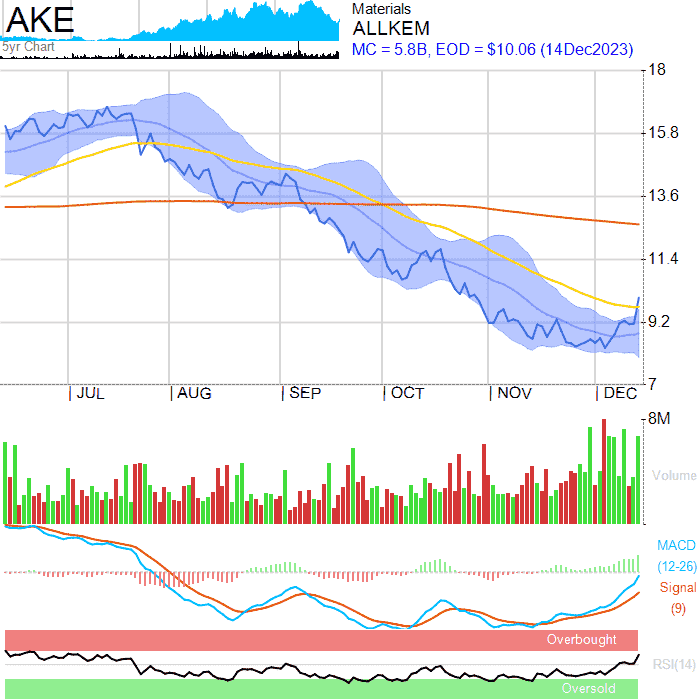 AKE
5yr Chart
Materials
ALLKEM
MC = 5.8B, EOD = $10.06 (14Dec2023)
18
15.8
13.6
11.4
9.2
7
JUL AUG SEP OCT NOV DEC
8M
Volume
MACD
(12-26)
Signal
(9)
Overbought
RSI(14)
Oversold